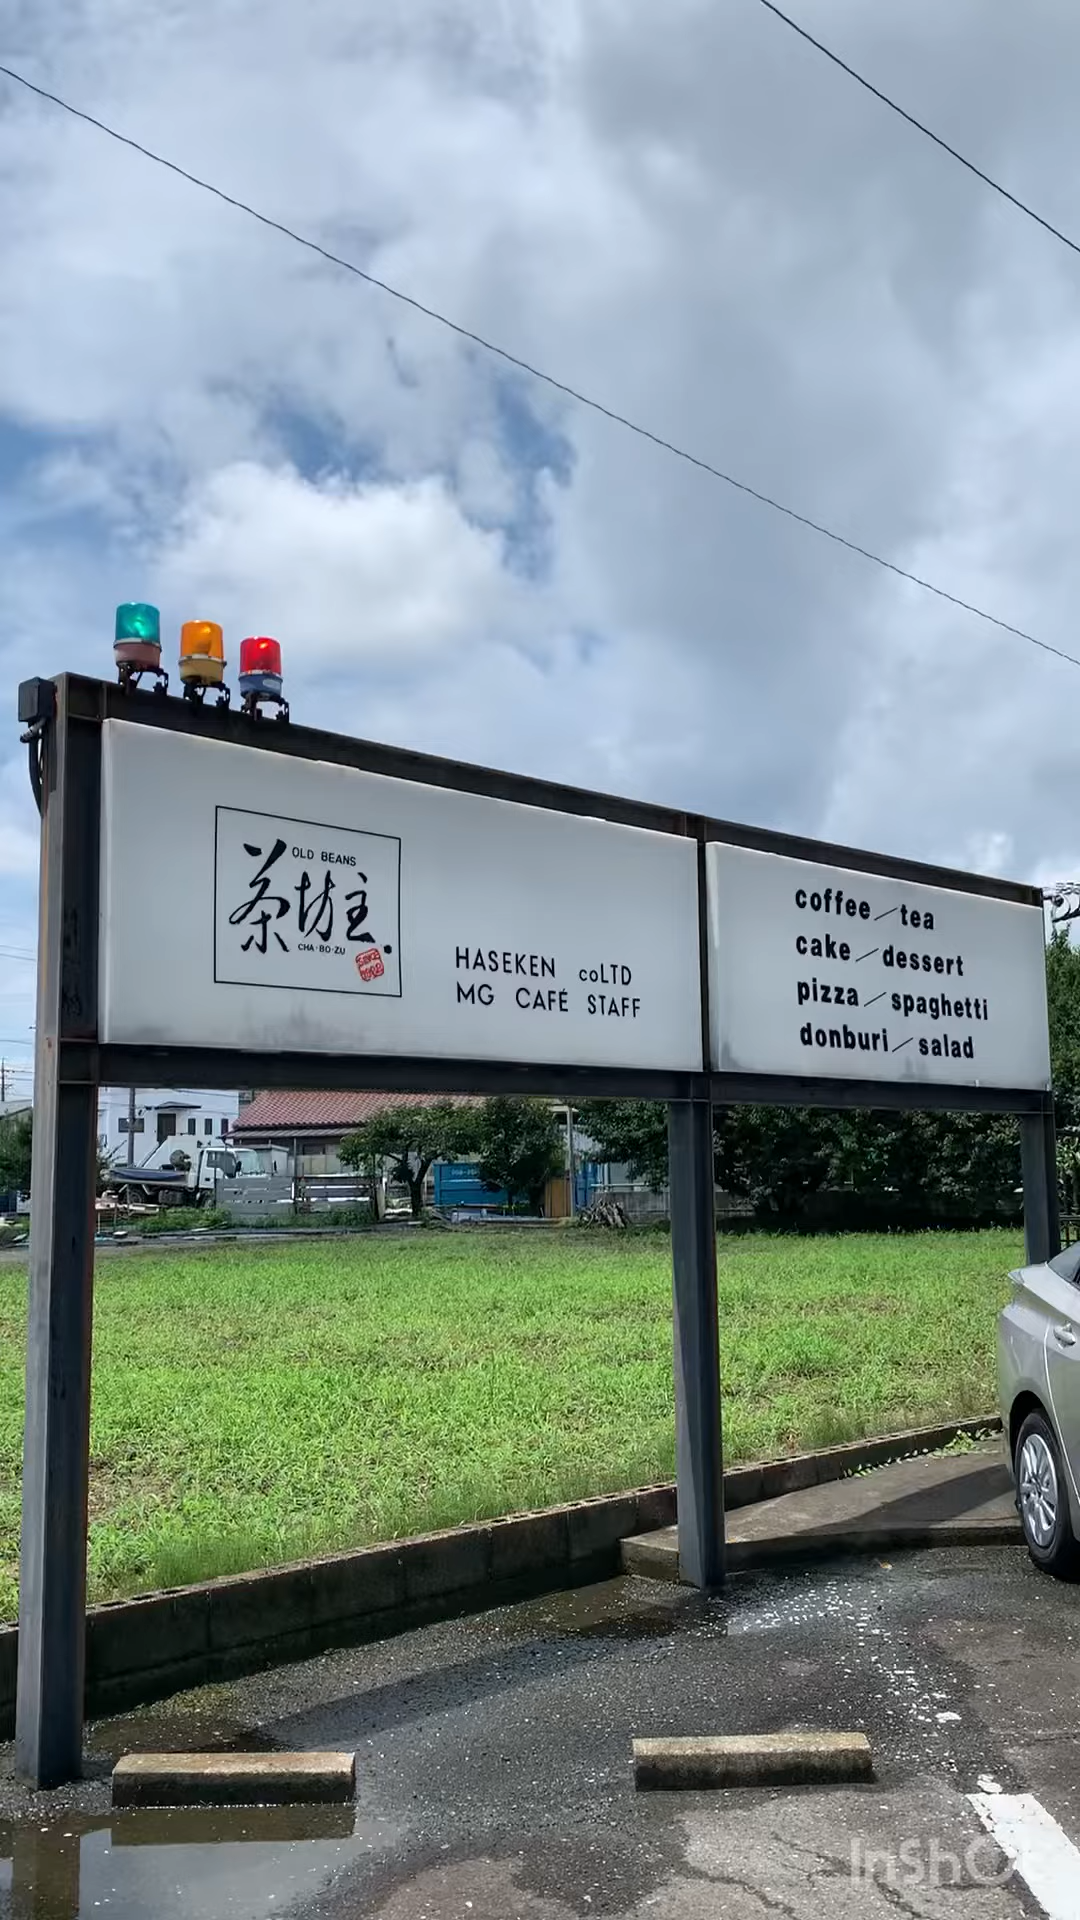 OLD BEANS
茶坊主
CHA·BO·ZU
SINCE
HASEKEN coLTD
MG CAFÉ STAFF
coffee／tea
cake／dessert
pizza／spaghetti
donburi／salad
InShOt